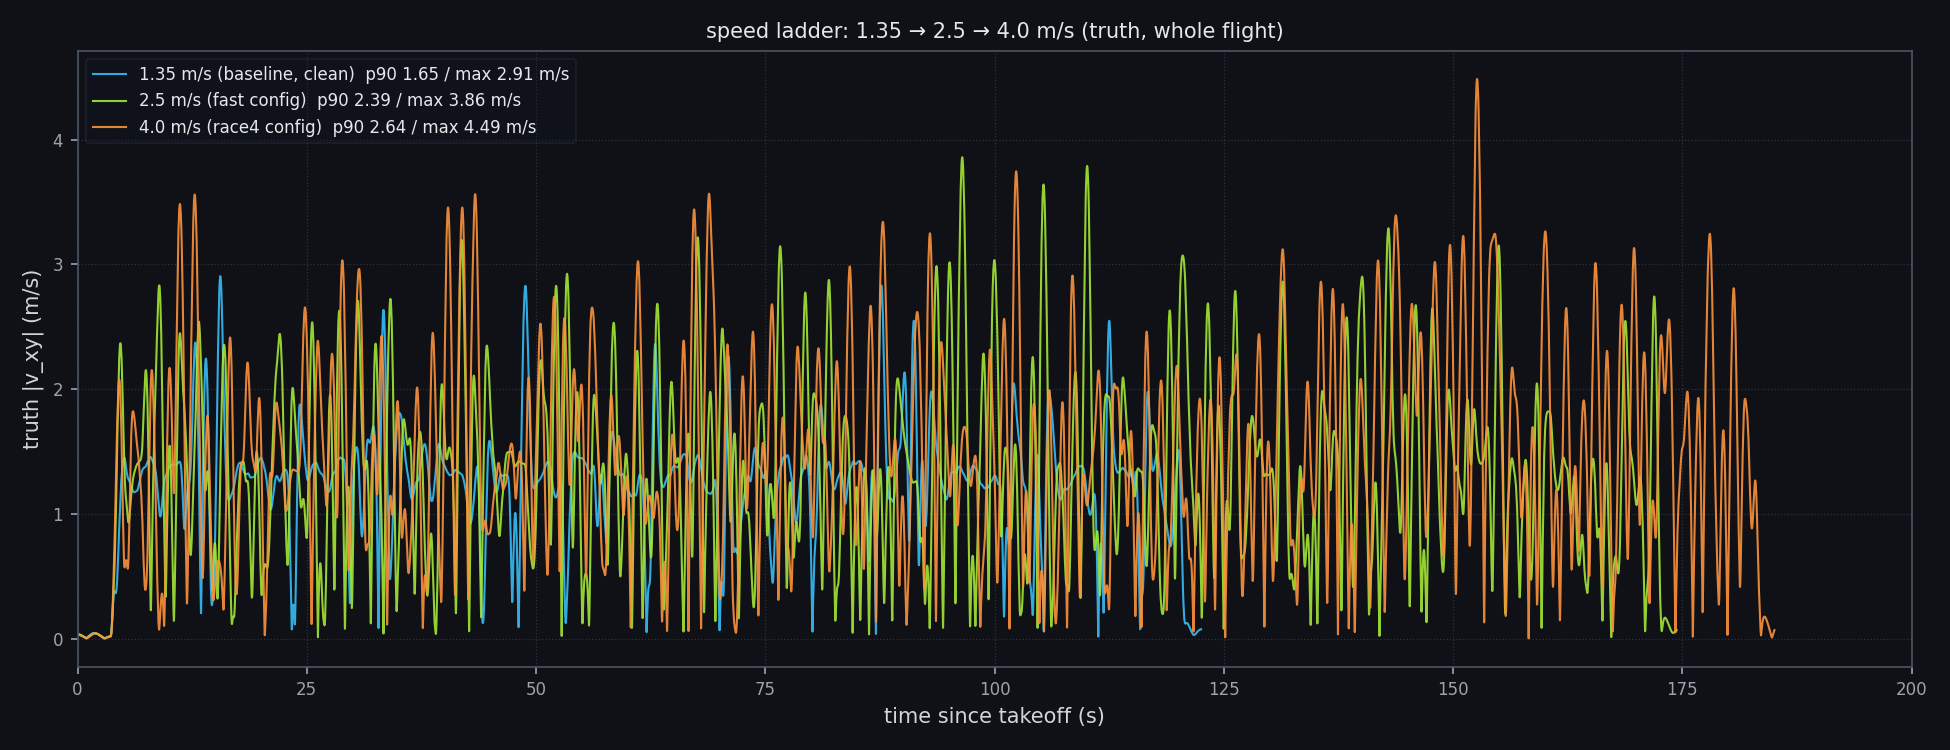 speed ladder: 1.35 → 2.5 → 4.0 m/s (truth, whole flight)
1.35 m/s (baseline, clean)  p90 1.65 / max 2.91 m/s
2.5 m/s (fast config)  p90 2.39 / max 3.86 m/s
4.0 m/s (race4 config)  p90 2.64 / max 4.49 m/s
truth |v_xy| (m/s)
4
3
2
1
0
0 25 50 75 100 125 150 175 200
time since takeoff (s)